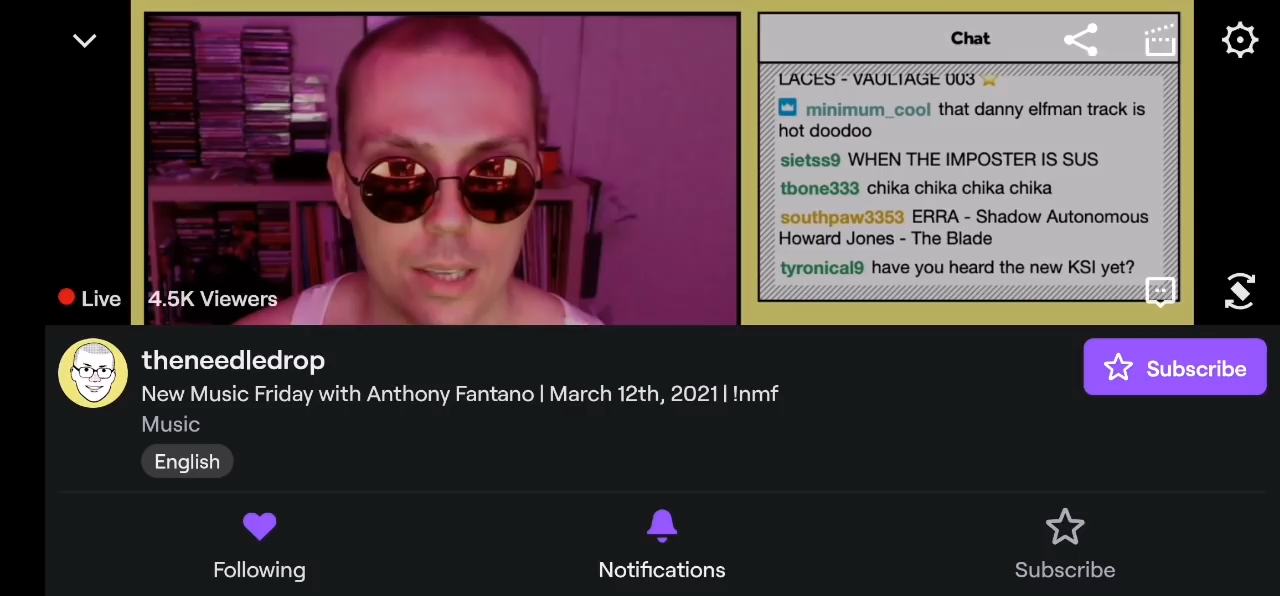 Chat
LACES - VAULTAGE 003
minimum_cool that danny elfman track is
hot doodoo
sietss9 WHEN THE IMPOSTER IS SUS
tbone333 chika chika chika chika
southpaw3353 ERRA - Shadow Autonomous
Howard Jones - The Blade
tyronical9 have you heard the new KSI yet?
Live 4.5K Viewers
theneedledrop
New Music Friday with Anthony Fantano | March 12th, 2021 | !nmf
Music
English
Subscribe
Following
Notifications
Subscribe